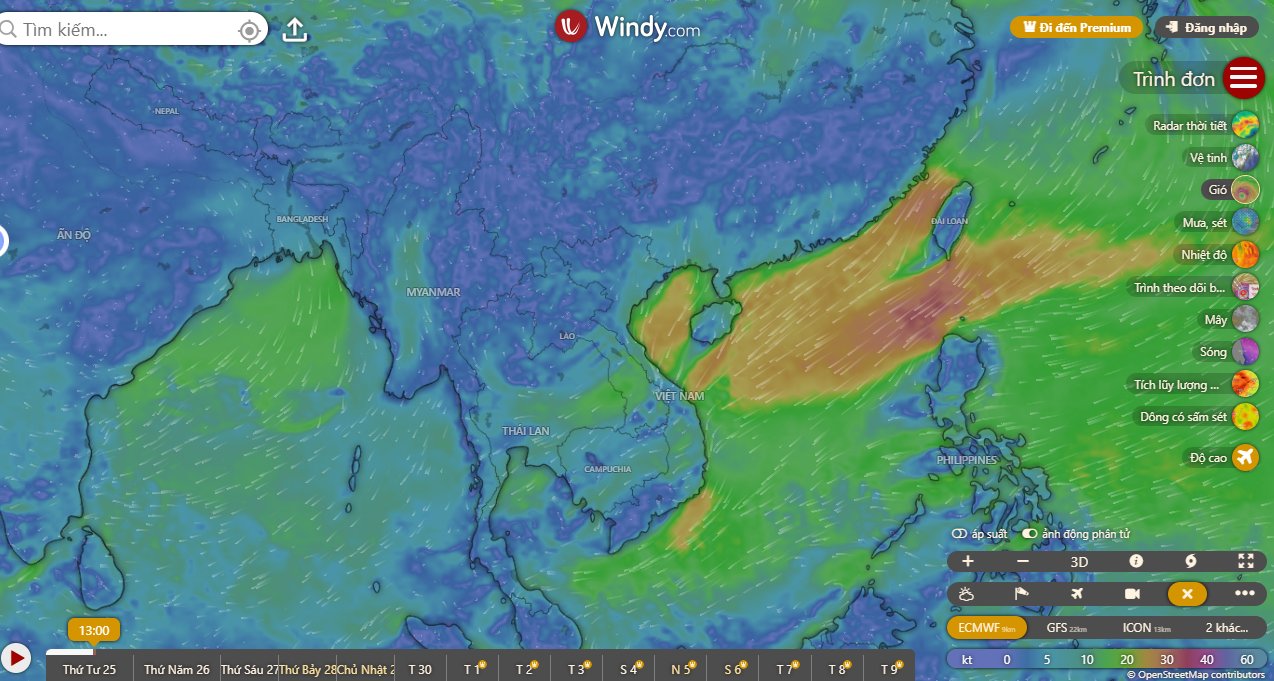 Tìm kiếm...
Windy.com
Đi đến Premium
Đăng nhập
Trình đơn
Radar thời tiết
Vệ tinh
Gió
Mưa, sét
Nhiệt độ
Trình theo dõi b...
Mây
Sóng
Tích lũy lượng ...
Dông có sấm sét
Độ cao
NEPAL
BANGLADESH
ẤN ĐỘ
ĐÀI LOAN
MYANMAR
LÀO
VIỆT NAM
THÁI LAN
CAMPUCHIA
PHILIPPINES
áp suất
ảnh động phân tử
+ − 3D
ECMWF 9km GFS 22km ICON 13km 2 khác...
kt 0 5 10 20 30 40 60
© OpenStreetMap contributors
13:00
Thứ Tư 25 Thứ Năm 26 Thứ Sáu 27 Thứ Bảy 28 Chủ Nhật 2 T 30 T 1 T 2 T 3 S 4 N 5 S 6 T 7 T 8 T 9